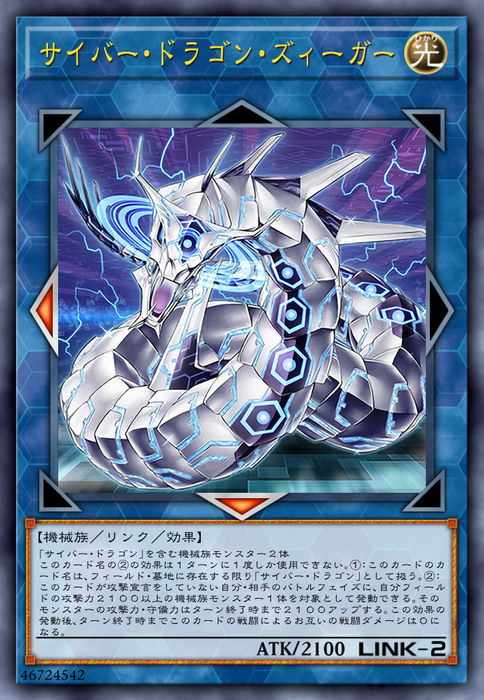 サイバー・ドラゴン・ズィーガー
ひかり
光
【機械族／リンク／効果】
「サイバー・ドラゴン」を含む機械族モンスター２体
このカード名の②の効果は１ターンに１度しか使用できない。①：このカードのカ
ード名は、フィールド・墓地に存在する限り「サイバー・ドラゴン」として扱う。②：
このカードが攻撃宣言をしていない自分・相手のバトルフェイズに、自分フィール
ドの攻撃力２１００以上の機械族モンスター１体を対象として発動できる。その
モンスターの攻撃力・守備力はターン終了時まで２１００アップする。この効果の
発動後、ターン終了時までこのカードの戦闘によるお互いの戦闘ダメージは０に
なる。
ATK/2100 LINK-2
46724542